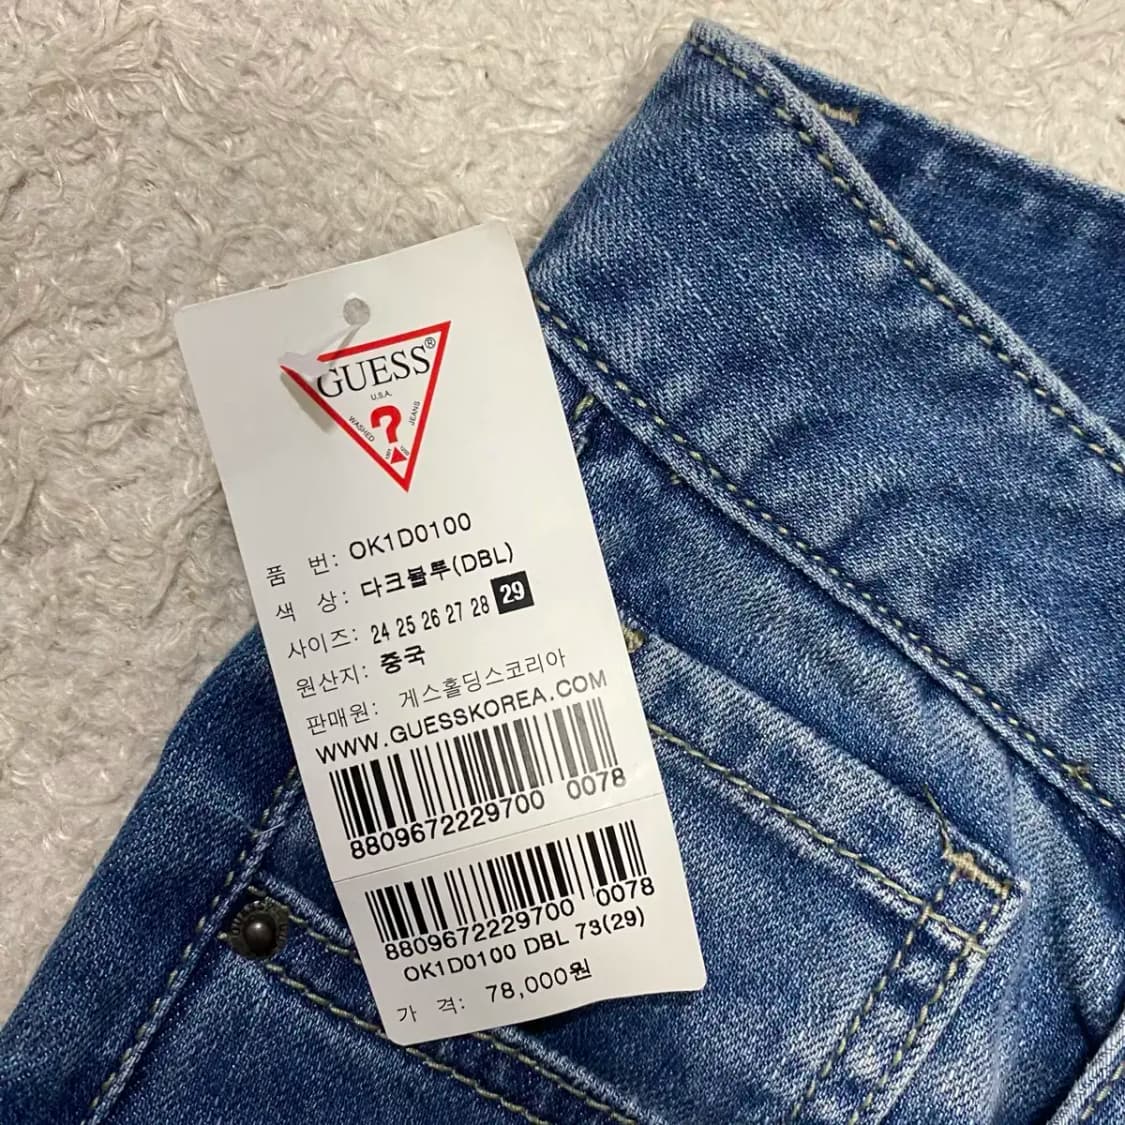 GUESS®
U.S.A.
WASHED JEANS
?
품 번: OK1D0100
색 상: 다크블루(DBL)
사이즈: 24 25 26 27 28 29
원산지: 중국
판매원: 게스홀딩스코리아
WWW.GUESSKOREA.COM
8809672229700 0078
8809672229700 0078
OK1D0100 DBL 73(29)
가 격: 78,000원